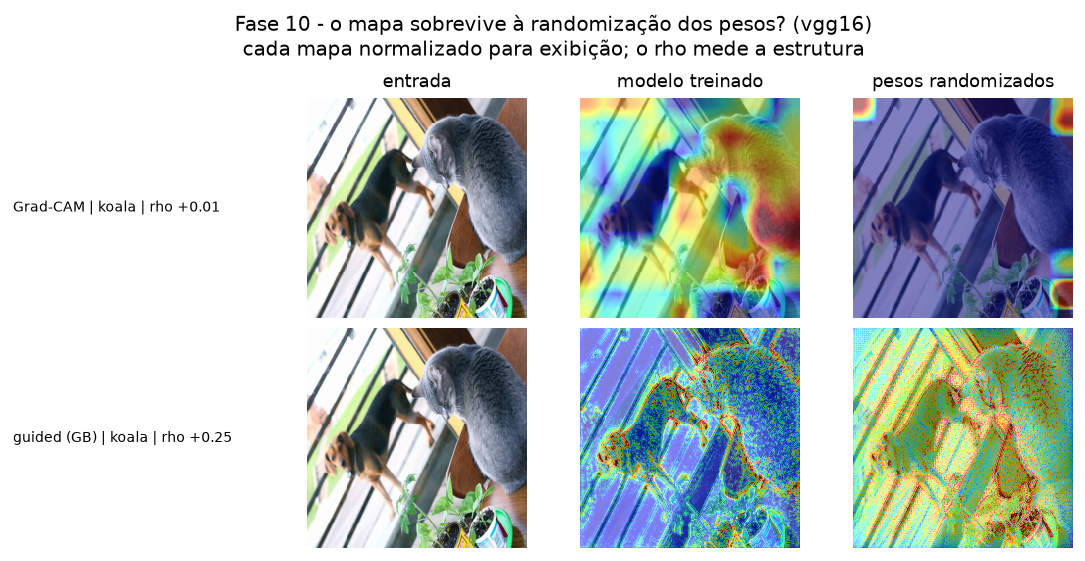 Fase 10 - o mapa sobrevive à randomização dos pesos? (vgg16)
cada mapa normalizado para exibição; o rho mede a estrutura
entrada
modelo treinado
pesos randomizados
Grad-CAM | koala | rho +0.01
guided (GB) | koala | rho +0.25